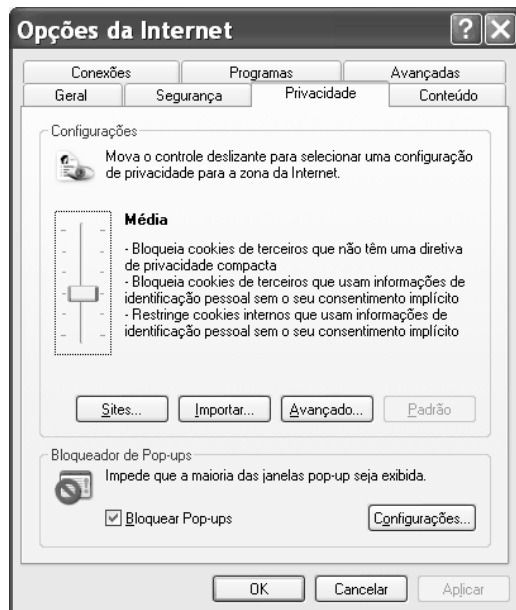 Opções da Internet
Conexões Programas Avançadas
Geral Segurança Privacidade Conteúdo
Configurações
Mova o controle deslizante para selecionar uma configuração
de privacidade para a zona da Internet.
Média
- Bloqueia cookies de terceiros que não têm uma diretiva
de privacidade compacta
- Bloqueia cookies de terceiros que usam informações de
identificação pessoal sem o seu consentimento implícito
- Restringe cookies internos que usam informações de
identificação pessoal sem o seu consentimento implícito
Sites... Importar... Avançado... Padrão
Bloqueador de Pop-ups
Impede que a maioria das janelas pop-up seja exibida.
Bloquear Pop-ups Configurações...
OK Cancelar Aplicar